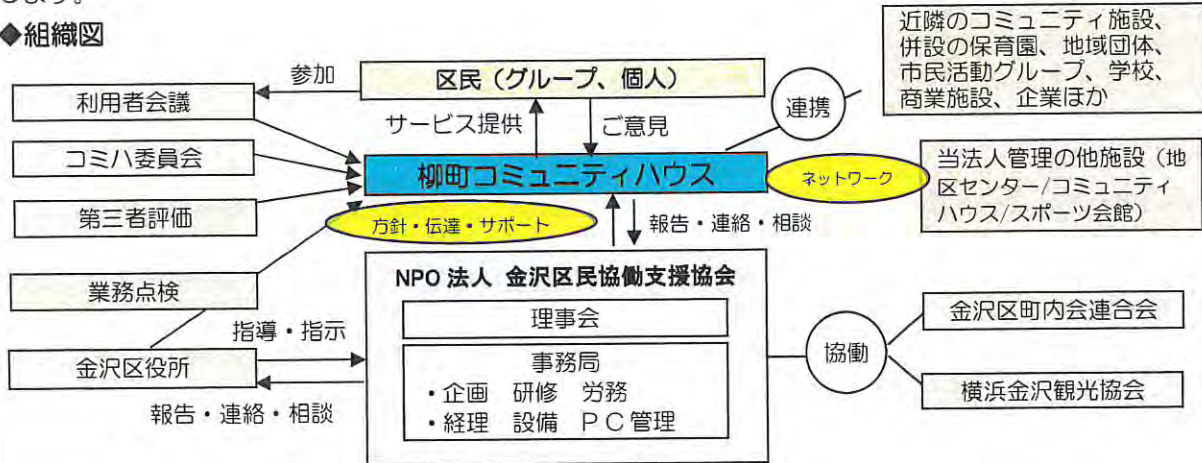 します。
◆組織図
近隣のコミュニティ施設、
併設の保育園、地域団体、
市民活動グループ、学校、
商業施設、企業ほか
参加
区民（グループ、個人）
連携
利用者会議
サービス提供
ご意見
コミハ委員会
柳町コミュニティハウス
ネットワーク
当法人管理の他施設（地
区センター/コミュニティ
ハウス/スポーツ会館）
第三者評価
方針・伝達・サポート
報告・連絡・相談
業務点検
NPO 法人 金沢区民協働支援協会
理事会
指導・指示
金沢区役所
事務局
・企画 研修 労務
・経理 設備 ＰＣ管理
報告・連絡・相談
協働
金沢区町内会連合会
横浜金沢観光協会